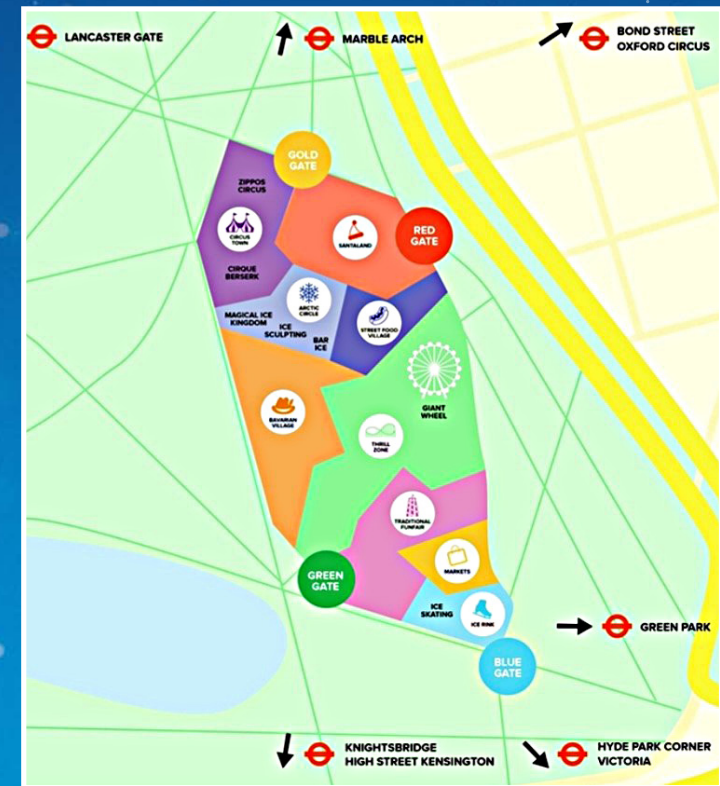 LANCASTER GATE
MARBLE ARCH
BOND STREET
OXFORD CIRCUS
GOLD
GATE
ZIPPOS
CIRCUS
CIRCUS
TOWN
SANTALAND
RED
GATE
CIRQUE
BERSERK
ARCTIC
CIRCLE
MAGICAL ICE
KINGDOM
ICE
SCULPTING
BAR
ICE
STREET FOOD
VILLAGE
BAVARIAN
VILLAGE
GIANT
WHEEL
THRILL
ZONE
TRADITIONAL
FUNFAIR
MARKETS
GREEN
GATE
ICE
SKATING
ICE RINK
GREEN PARK
BLUE
GATE
KNIGHTSBRIDGE
HIGH STREET KENSINGTON
HYDE PARK CORNER
VICTORIA